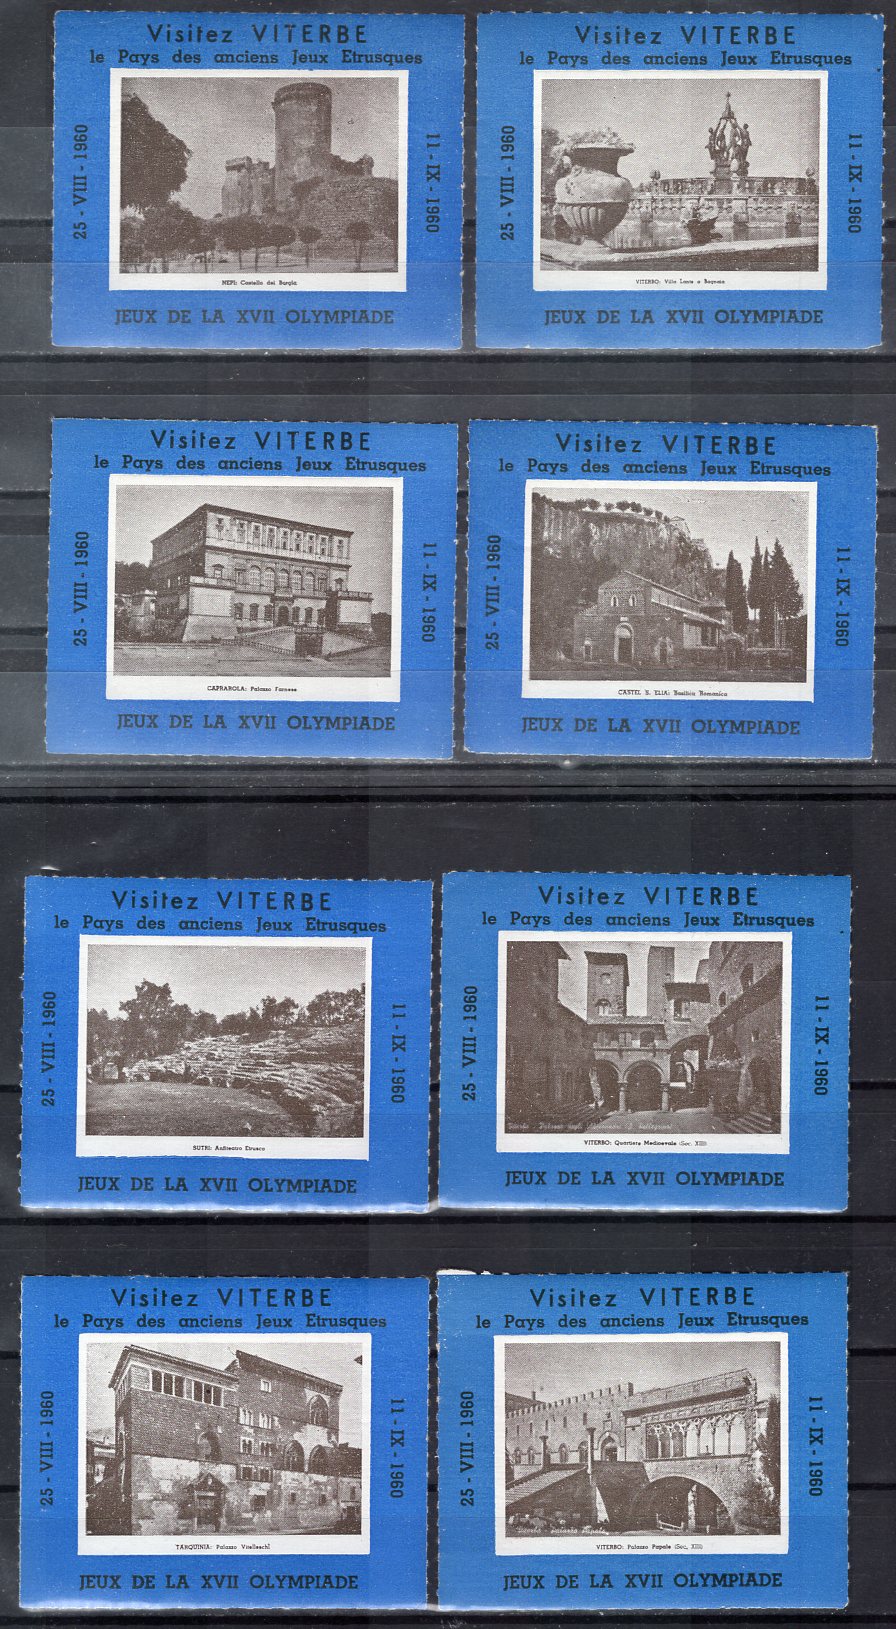 Visitez VITERBE
le Pays des anciens Jeux Etrusques
25 - VIII - 1960
11 - IX - 1960
NEPI: Castello dei Borgia
JEUX DE LA XVII OLYMPIADE
Visitez VITERBE
le Pays des anciens Jeux Etrusques
25 - VIII - 1960
11 - IX - 1960
VITERBO: Villa Lante a Bagnaia
JEUX DE LA XVII OLYMPIADE
Visitez VITERBE
le Pays des anciens Jeux Etrusques
25 - VIII - 1960
11 - IX - 1960
CAPRAROLA: Palazzo Farnese
JEUX DE LA XVII OLYMPIADE
Visitez VITERBE
le Pays des anciens Jeux Etrusques
25 - VIII - 1960
11 - IX - 1960
CASTEL S. ELIA: Basilica Romanica
JEUX DE LA XVII OLYMPIADE
Visitez VITERBE
le Pays des anciens Jeux Etrusques
25 - VIII - 1960
11 - IX - 1960
SUTRI: Anfiteatro Etrusco
JEUX DE LA XVII OLYMPIADE
Visitez VITERBE
le Pays des anciens Jeux Etrusques
25 - VIII - 1960
11 - IX - 1960
Viterbo - Palazzo degli
VITERBO: Quartiere Medioevale (Sec. XIII)
JEUX DE LA XVII OLYMPIADE
Visitez VITERBE
le Pays des anciens Jeux Etrusques
25 - VIII - 1960
11 - IX - 1960
TARQUINIA: Palazzo Vitelleschi
JEUX DE LA XVII OLYMPIADE
Visitez VITERBE
le Pays des anciens Jeux Etrusques
25 - VIII - 1960
11 - IX - 1960
Viterbo - Palazzo Papale
VITERBO: Palazzo Papale (Sec. XIII)
JEUX DE LA XVII OLYMPIADE